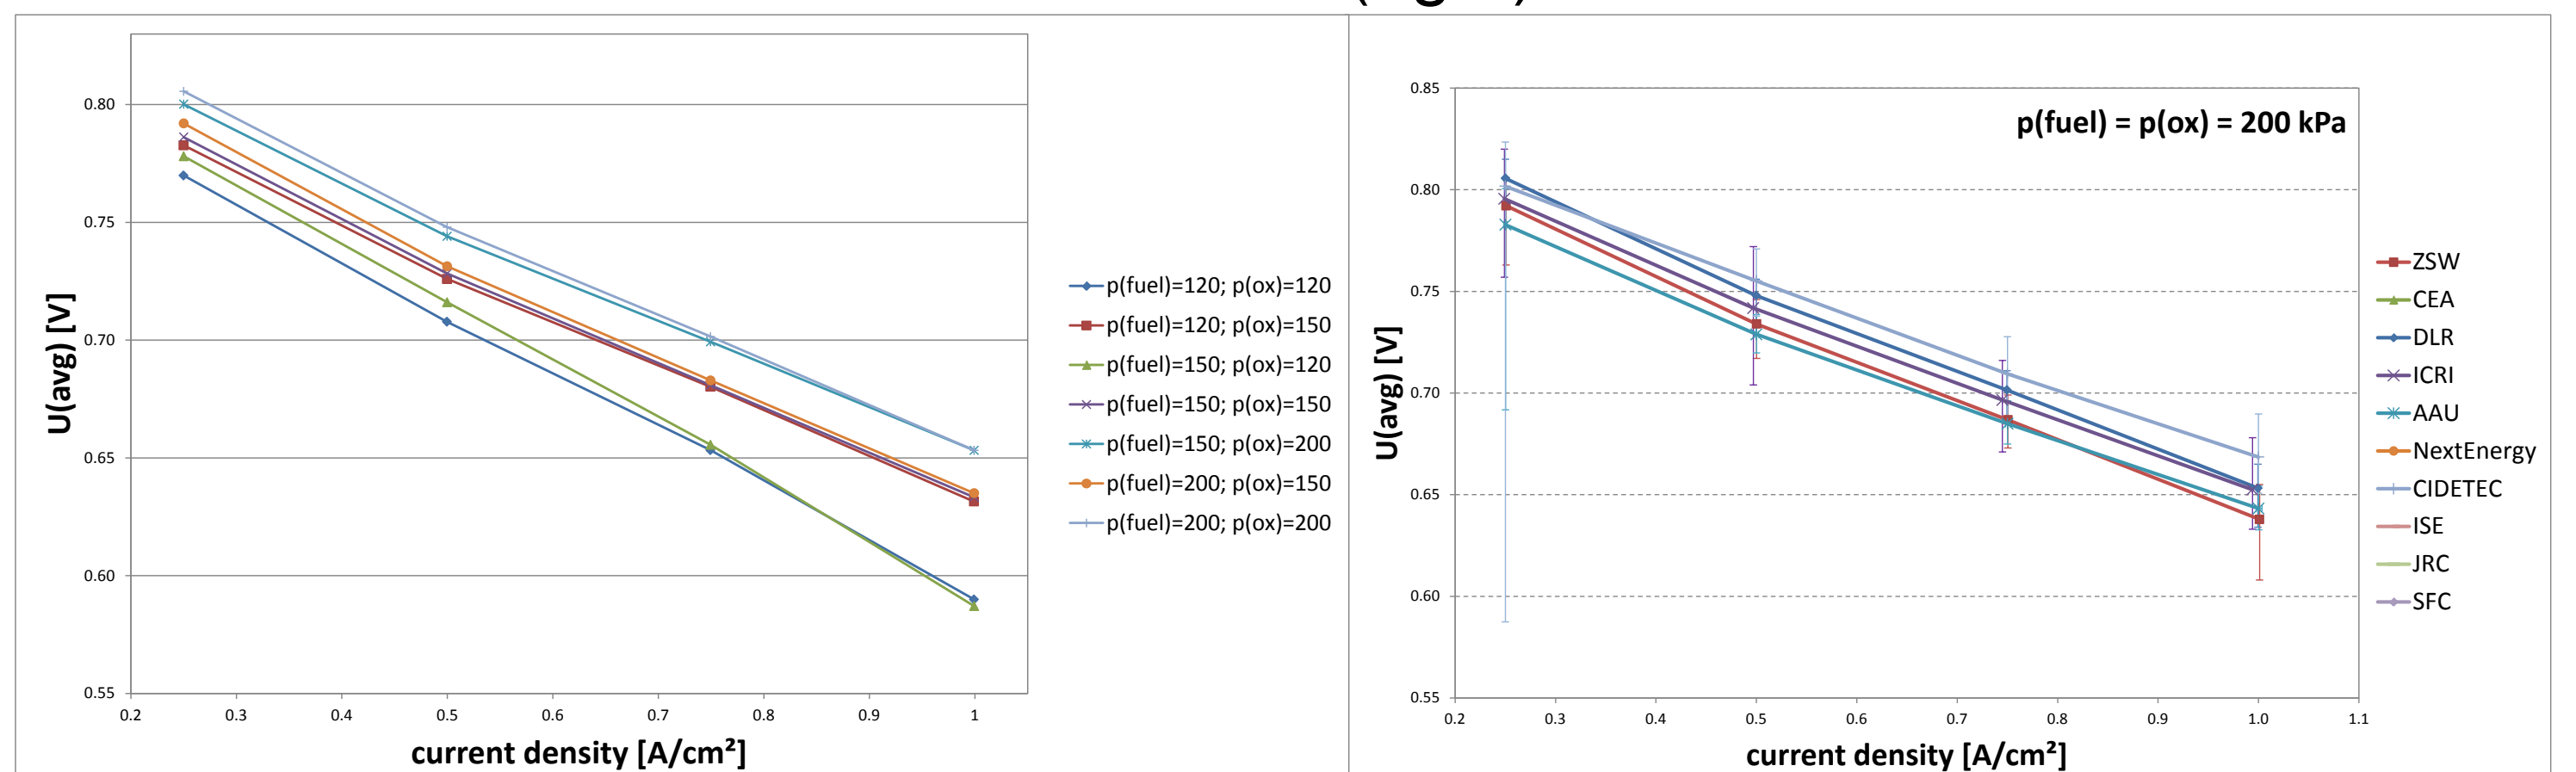 U(avg) [V]
0.80
0.75
0.70
0.65
0.60
0.55
0.2 0.3 0.4 0.5 0.6 0.7 0.8 0.9 1
current density [A/cm²]
p(fuel)=120; p(ox)=120
p(fuel)=120; p(ox)=150
p(fuel)=150; p(ox)=120
p(fuel)=150; p(ox)=150
p(fuel)=150; p(ox)=200
p(fuel)=200; p(ox)=150
p(fuel)=200; p(ox)=200
p(fuel) = p(ox) = 200 kPa
U(avg) [V]
0.85
0.80
0.75
0.70
0.65
0.60
0.55
0.2 0.3 0.4 0.5 0.6 0.7 0.8 0.9 1.0 1.1
current density [A/cm²]
ZSW
CEA
DLR
ICRI
AAU
NextEnergy
CIDETEC
ISE
JRC
SFC